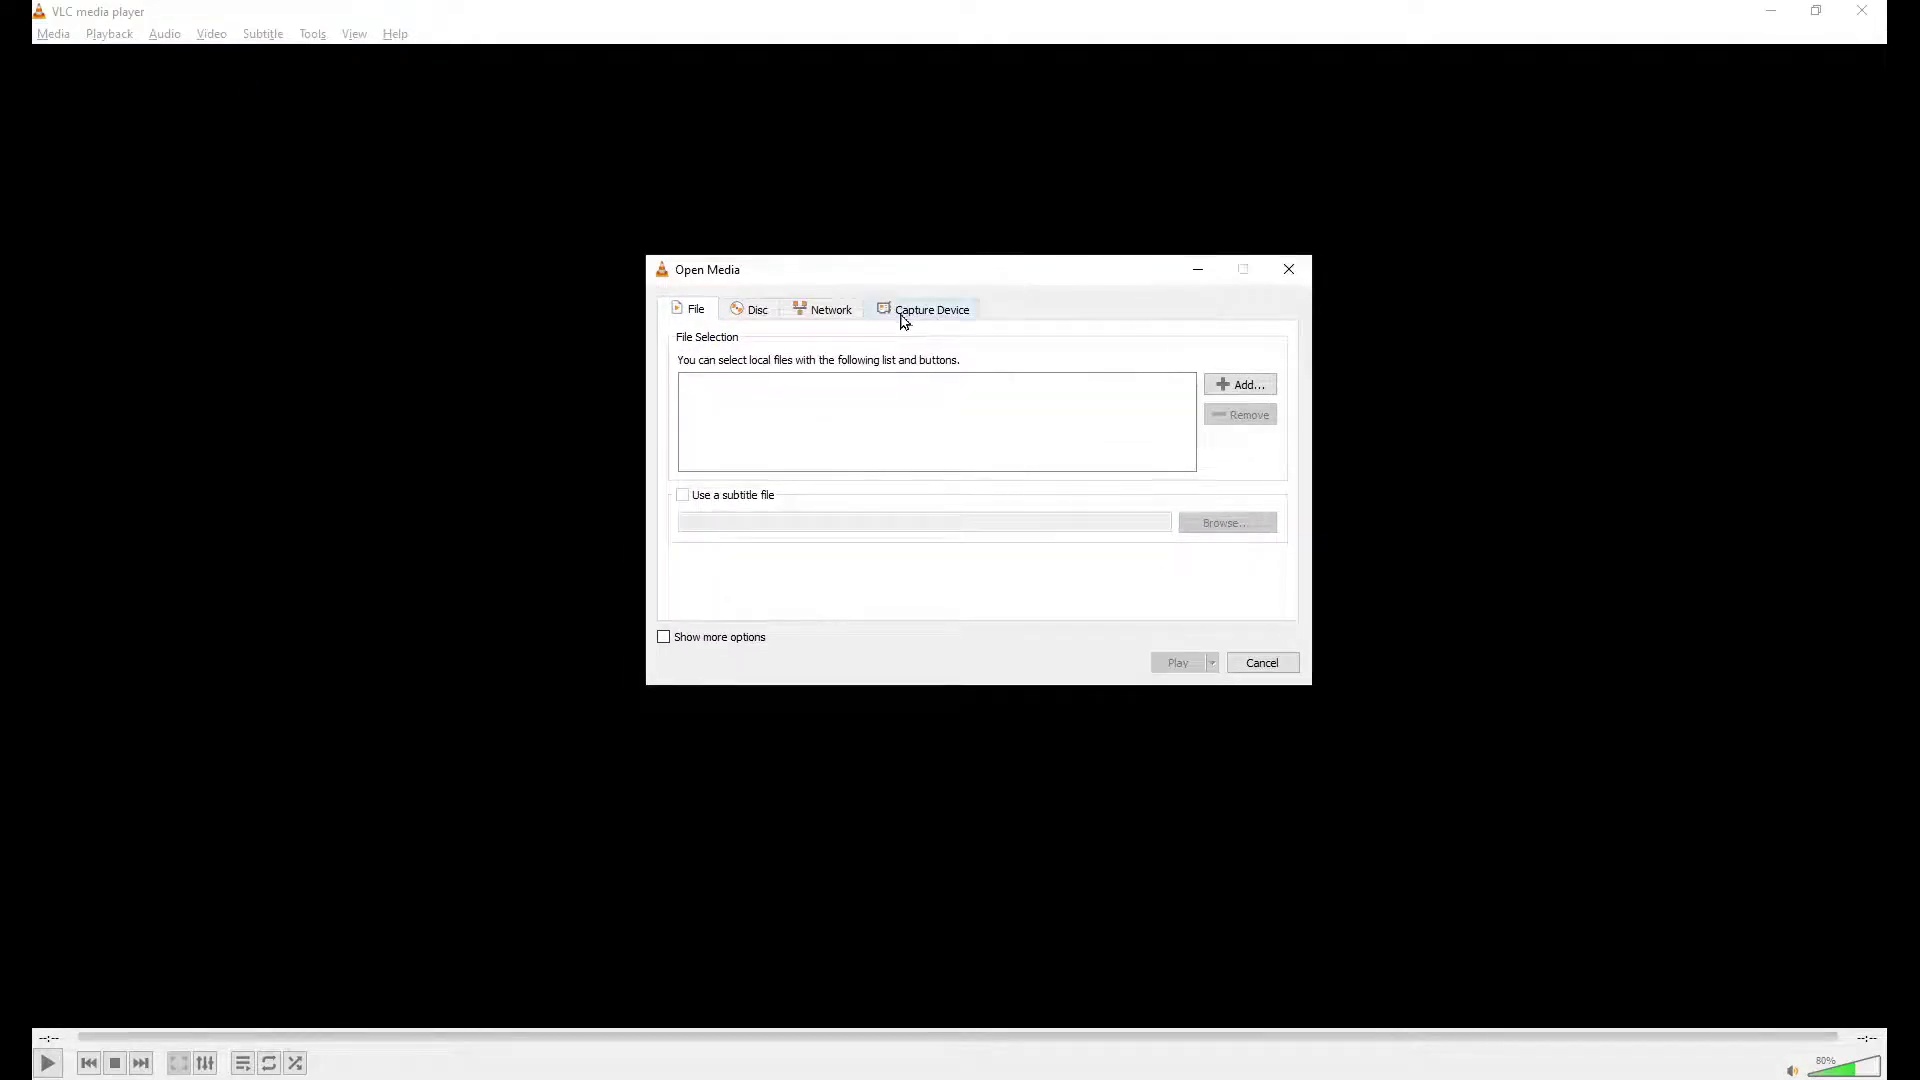 VLC media player
Media Playback Audio Video Subtitle Tools View Help
Open Media
File Disc Network Capture Device
File Selection
You can select local files with the following list and buttons.
Add...
Remove
Use a subtitle file
Browse...
Show more options
Play Cancel
--:-- --:--
80%